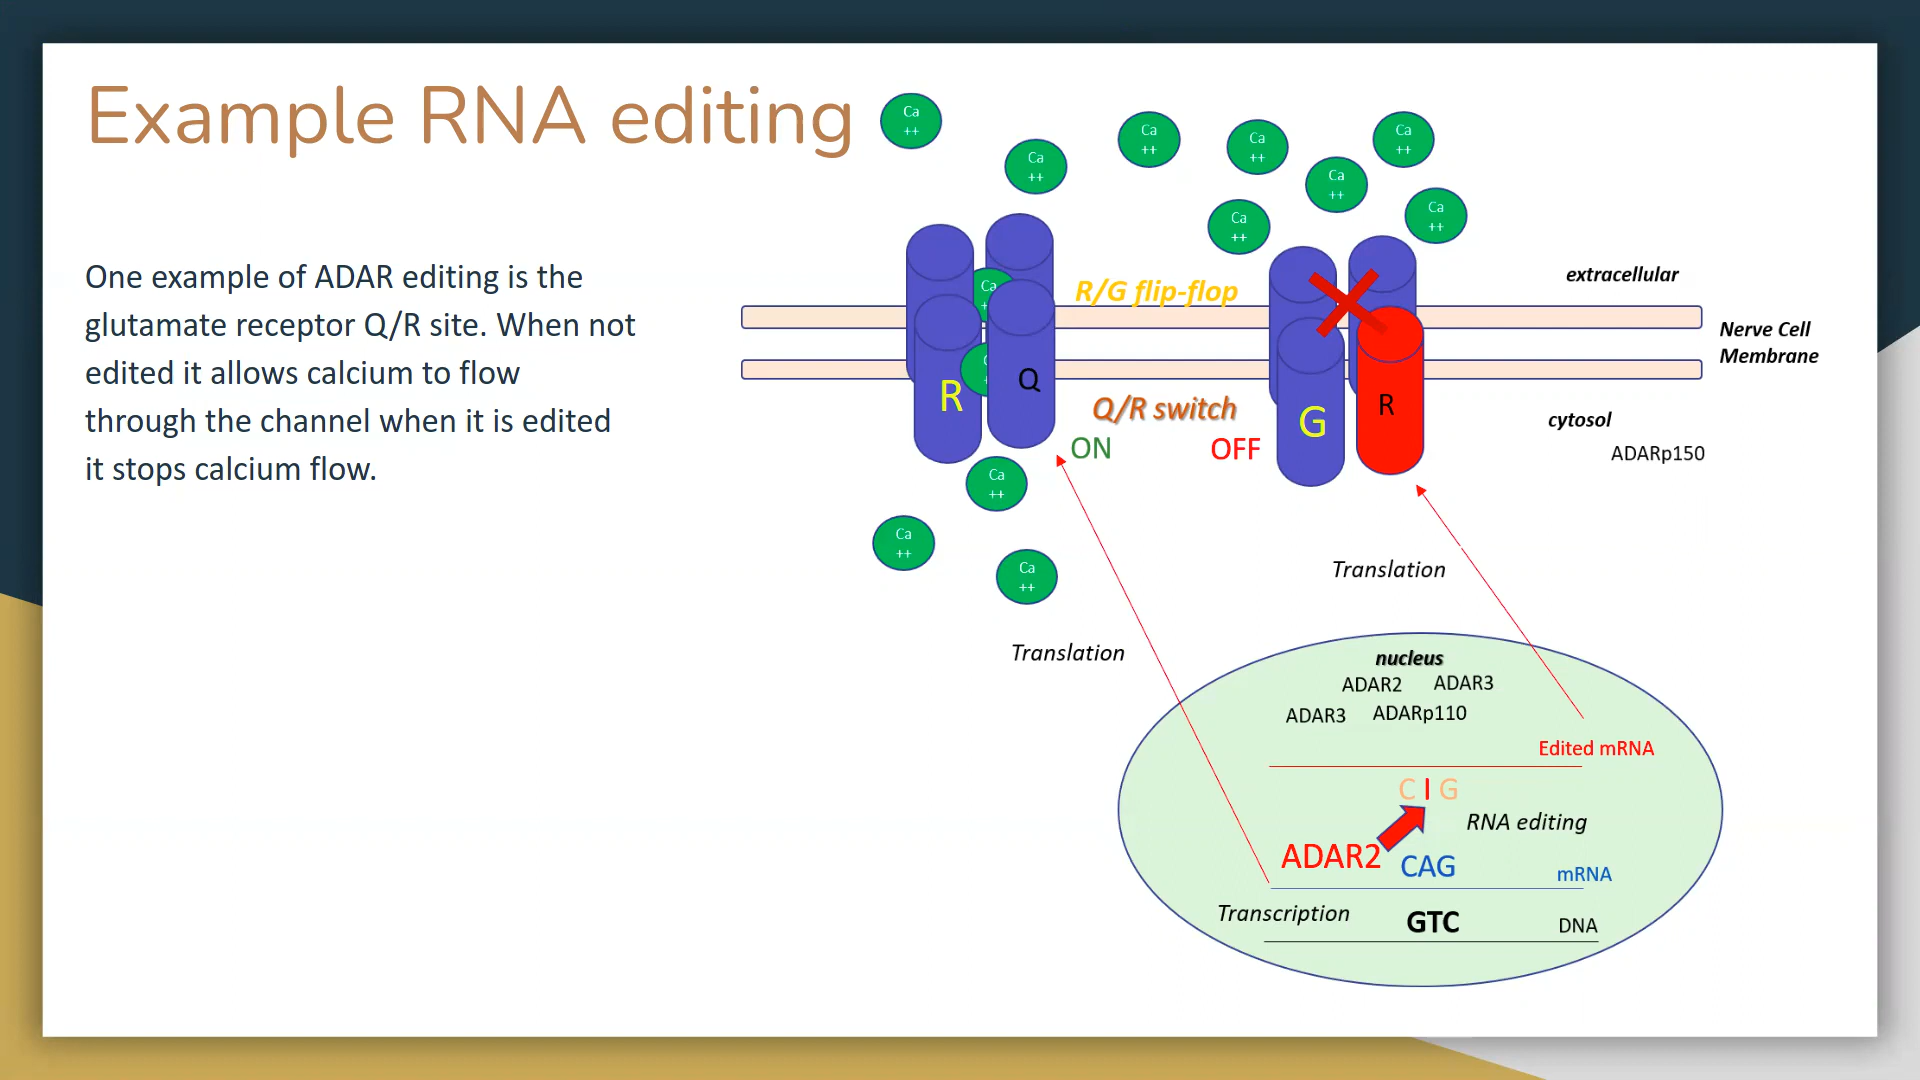 Example RNA editing
One example of ADAR editing is the
glutamate receptor Q/R site. When not
edited it allows calcium to flow
through the channel when it is edited
it stops calcium flow.
Ca
++
Ca
++
Ca
++
Ca
++
Ca
++
Ca
++
Ca
++
Ca
++
Ca
R/G flip-flop
extracellular
Nerve Cell
Membrane
R
Q
Q/R switch
ON
OFF
G
R
cytosol
ADARp150
Ca
++
Ca
++
Ca
++
Translation
Translation
nucleus
ADAR2
ADAR3
ADAR3
ADARp110
Edited mRNA
C I G
RNA editing
ADAR2
CAG
mRNA
Transcription
GTC
DNA